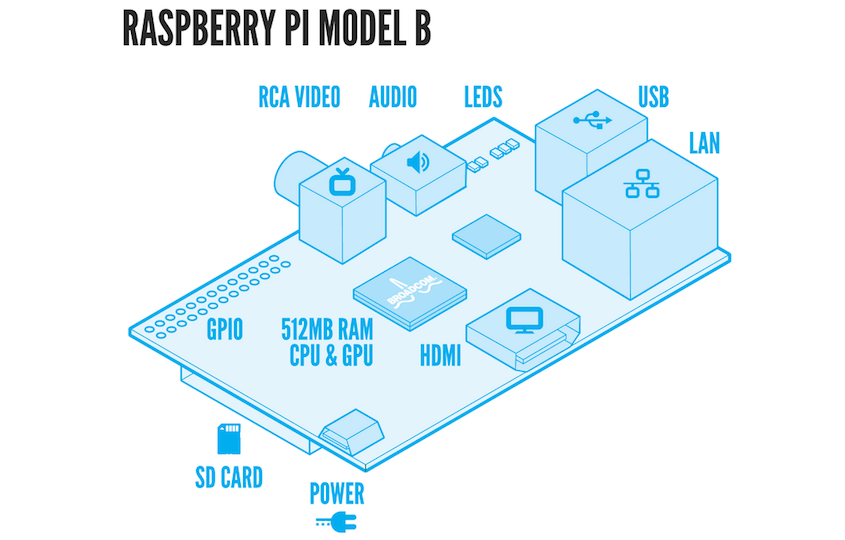 RASPBERRY PI MODEL B
RCA VIDEO
AUDIO
LEDS
USB
LAN
BROADCOM
GPIO
512MB RAM
CPU & GPU
HDMI
SD CARD
POWER